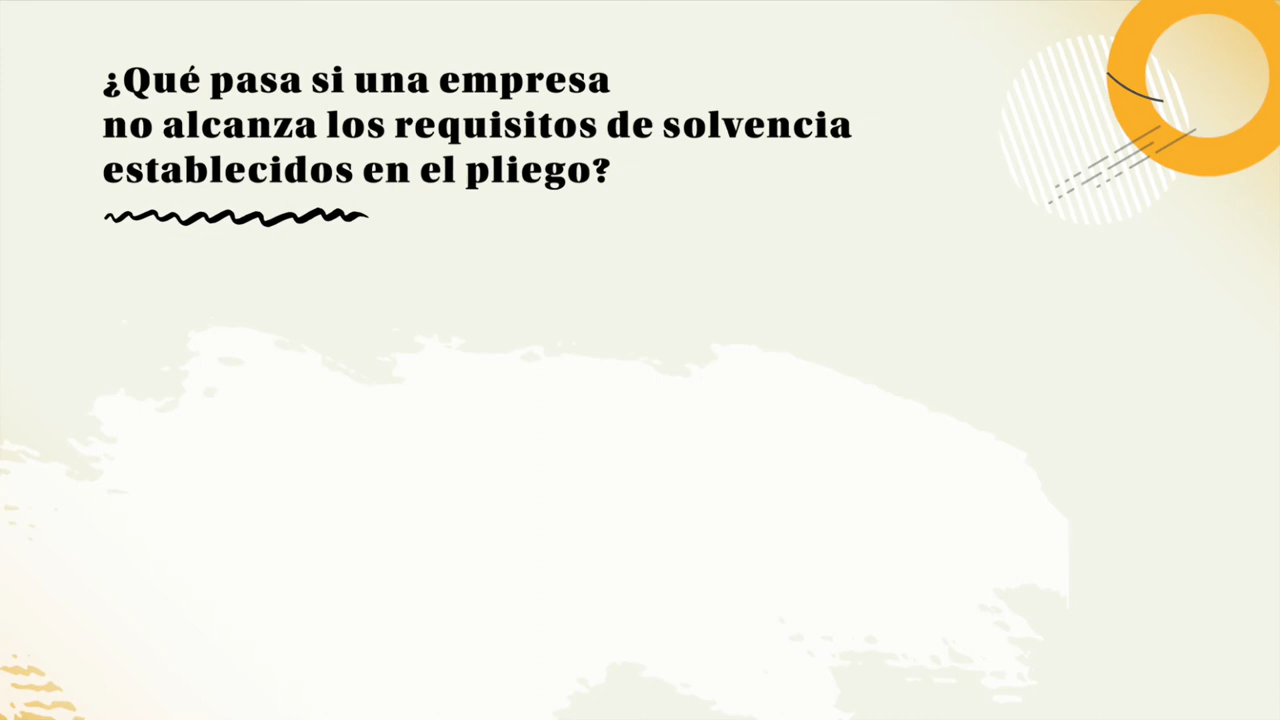 ¿Qué pasa si una empresa
no alcanza los requisitos de solvencia
establecidos en el pliego?